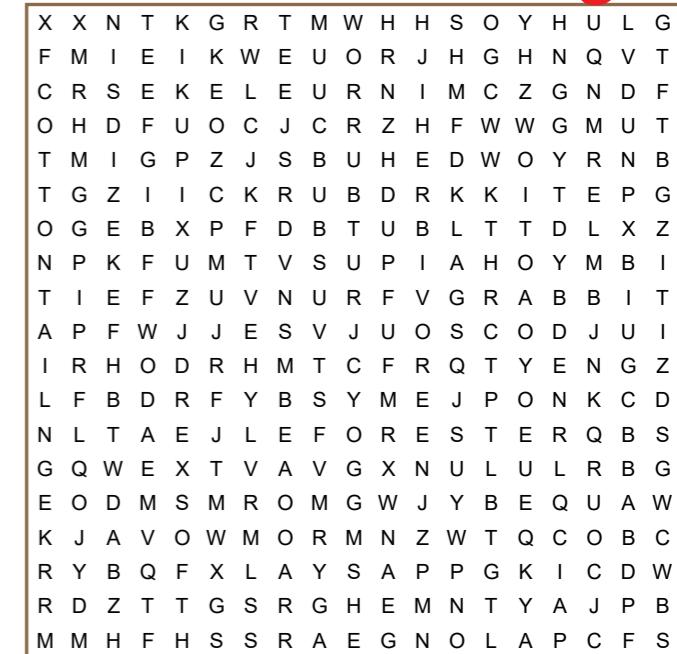 X X N T K G R T M W H H S O Y H U L G
F M I E I K W E U O R J H G H N Q V T
C R S E K E L E U R N I M C Z G N D F
O H D F U O C J C R Z H F W W G M U T
T M I G P Z J S B U H E D W O Y R N B
T G Z I I C K R U B D R K K I T E P G
O G E B X P F D B T U B L T T D L X Z
N P K F U M T V S U P I A H O Y M B I
T I E F Z U V N U R F V G R A B B I T
A P F W J J E S V J U O S C O D J U I
I R H O D R H M T C F R Q T Y E N G Z
L F B D R F Y B S Y M E J P O N K C D
N L T A E J L E F O R E S T E R Q B S
G Q W E X T V A V G X N U L U L R B G
E O D M S M R O M G W J Y B E Q U A W
K J A V O W M O R M N Z W T Q C O B C
R Y B Q F X L A Y S A P P G K I C D W
R D Z T T G S R G H E M N T Y A J P B
M M H F H S S R A E G N O L A P C F S